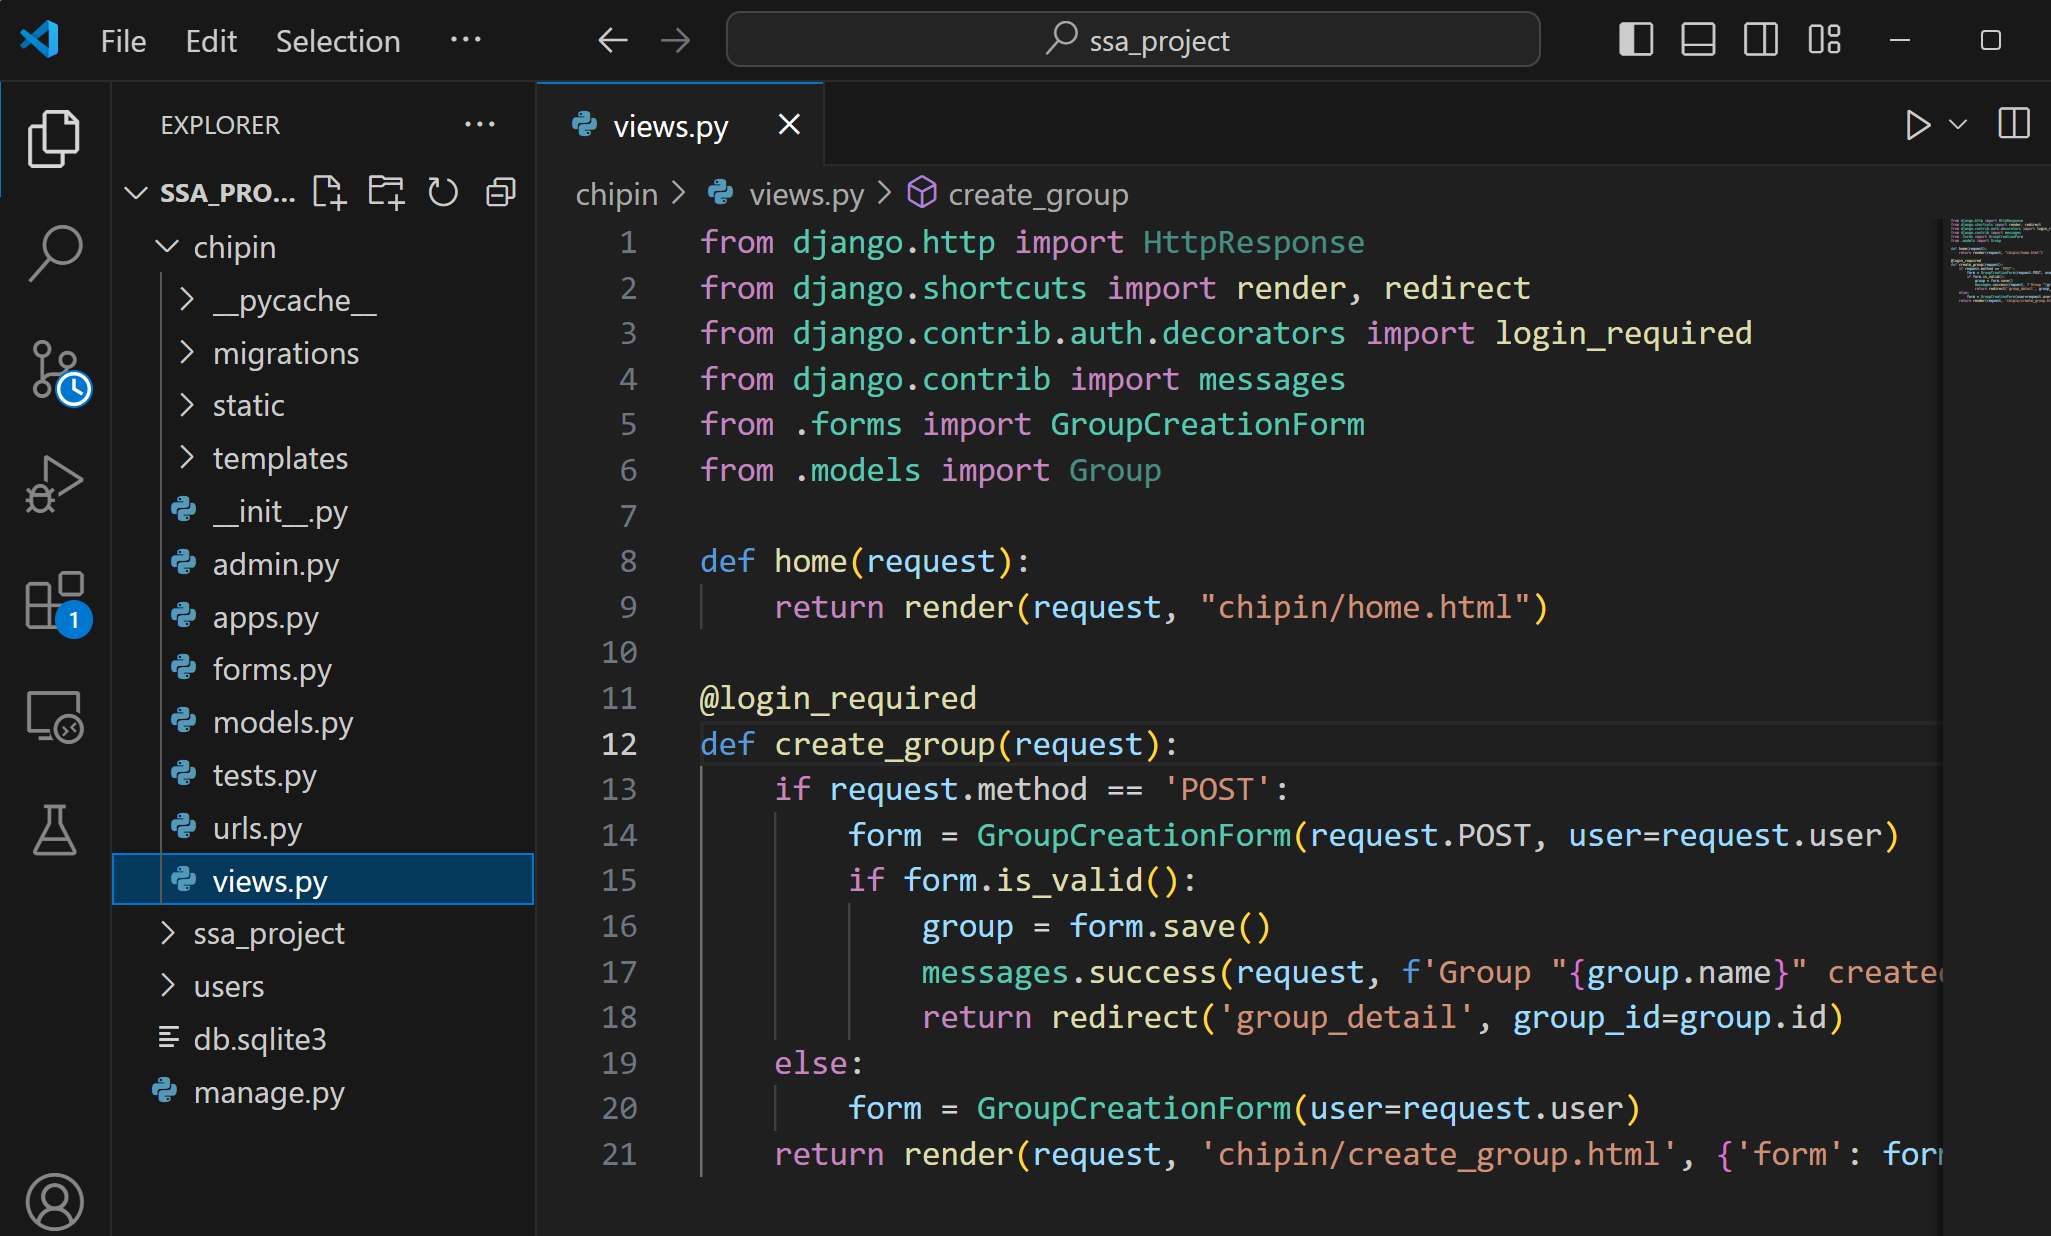 File Edit Selection ···
ssa_project
EXPLORER ···
SSA_PRO...
chipin
__pycache__
migrations
static
templates
__init__.py
admin.py
apps.py
forms.py
models.py
tests.py
urls.py
views.py
ssa_project
users
db.sqlite3
manage.py
1
views.py
chipin > views.py > create_group
1 from django.http import HttpResponse
2 from django.shortcuts import render, redirect
3 from django.contrib.auth.decorators import login_required
4 from django.contrib import messages
5 from .forms import GroupCreationForm
6 from .models import Group
7
8 def home(request):
9     return render(request, "chipin/home.html")
10
11 @login_required
12 def create_group(request):
13     if request.method == 'POST':
14         form = GroupCreationForm(request.POST, user=request.user)
15         if form.is_valid():
16             group = form.save()
17             messages.success(request, f'Group "{group.name}" created
18             return redirect('group_detail', group_id=group.id)
19     else:
20         form = GroupCreationForm(user=request.user)
21     return render(request, 'chipin/create_group.html', {'form': form